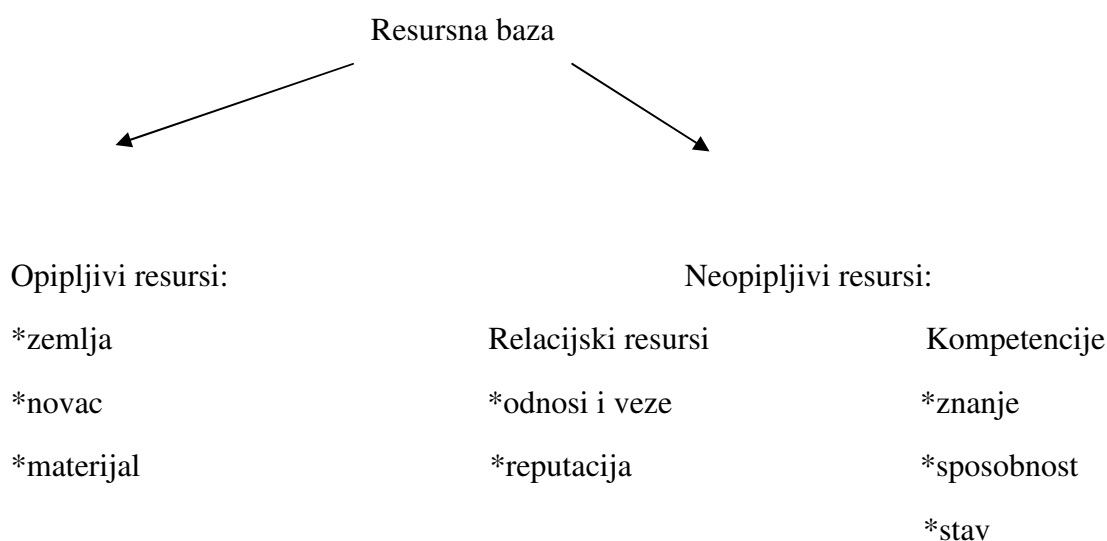 Resursna baza
Opipljivi resursi: Neopipljivi resursi:
*zemlja Relacijski resursi Kompetencije
*novac *odnosi i veze *znanje
*materijal *reputacija *sposobnost
*stav